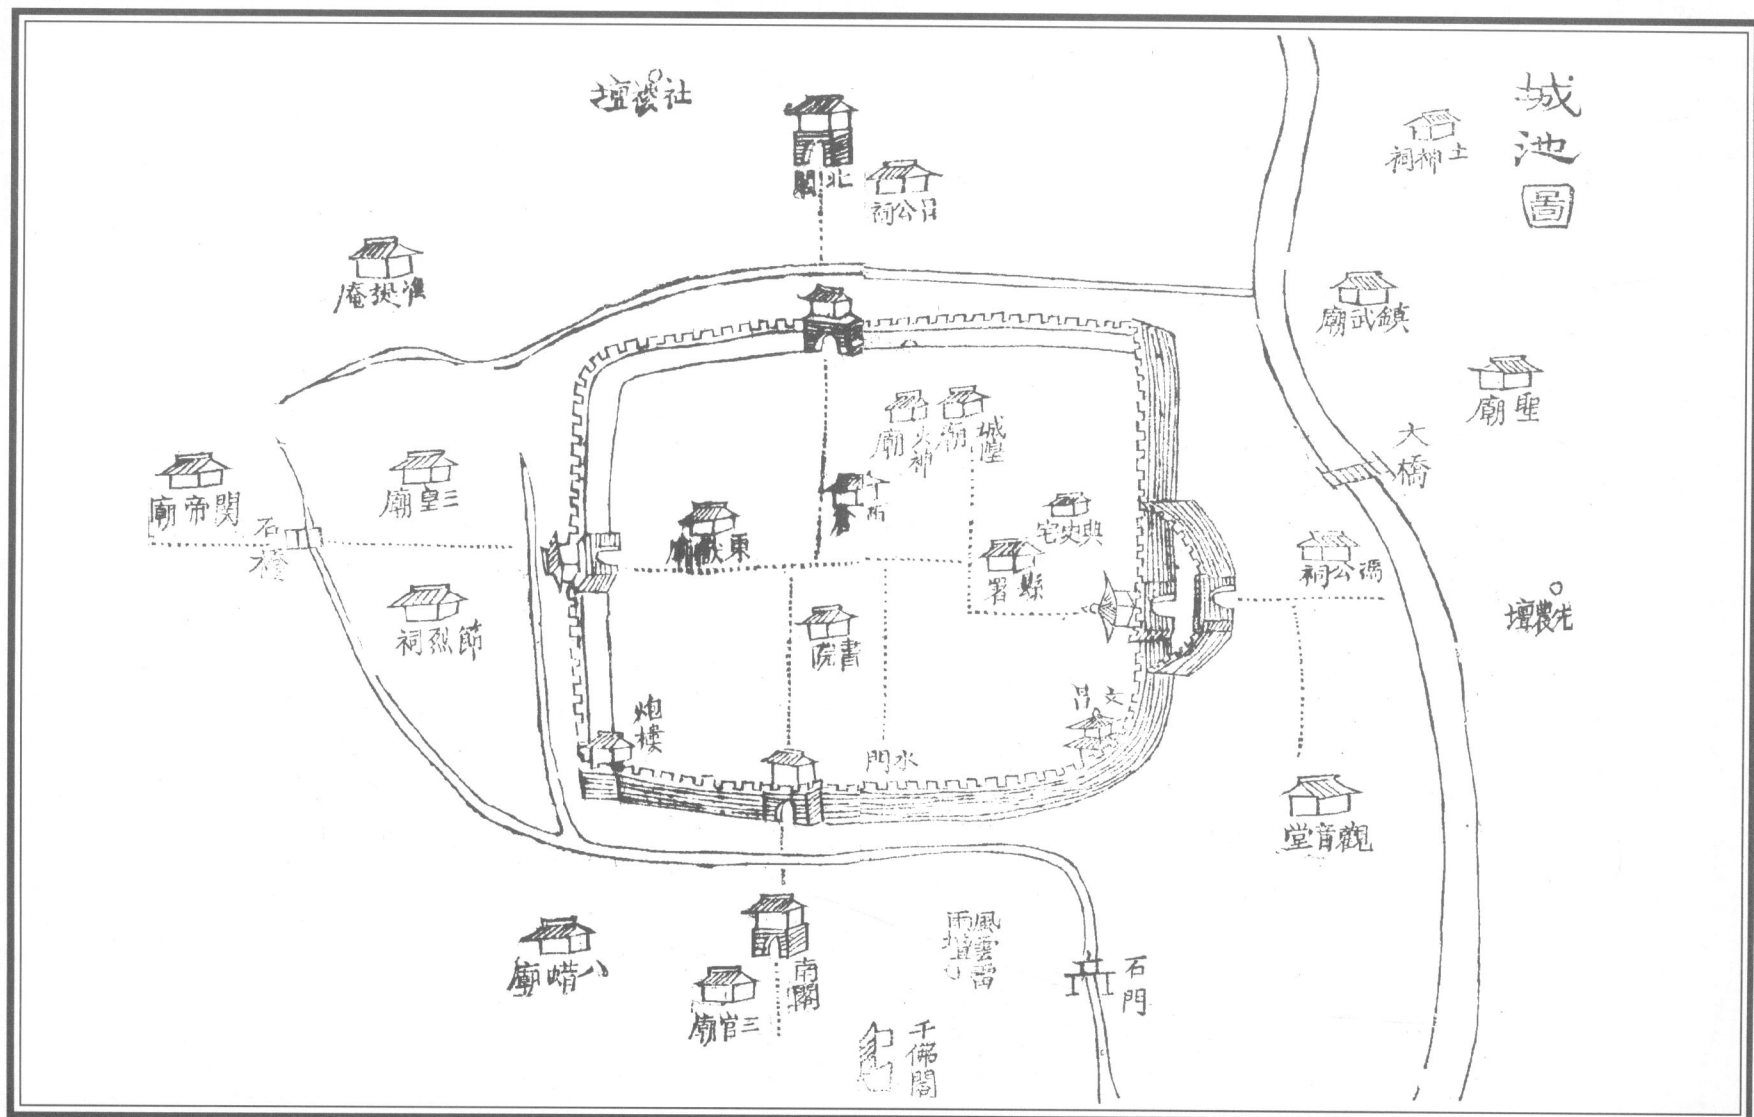 城池圖
土神祠
鎮武廟
聖廟
大橋
馮公祠
先農壇
觀音堂
社稷壇
北閣
呂公祠
準提庵
城隍廟
火神廟
典史宅
縣署
東嶽廟
書院
文昌
水門
炮樓
關帝廟
石橋
三皇廟
節烈祠
八蜡廟
三官廟
南閣
風雲雷
雨壇
千佛閣
石門